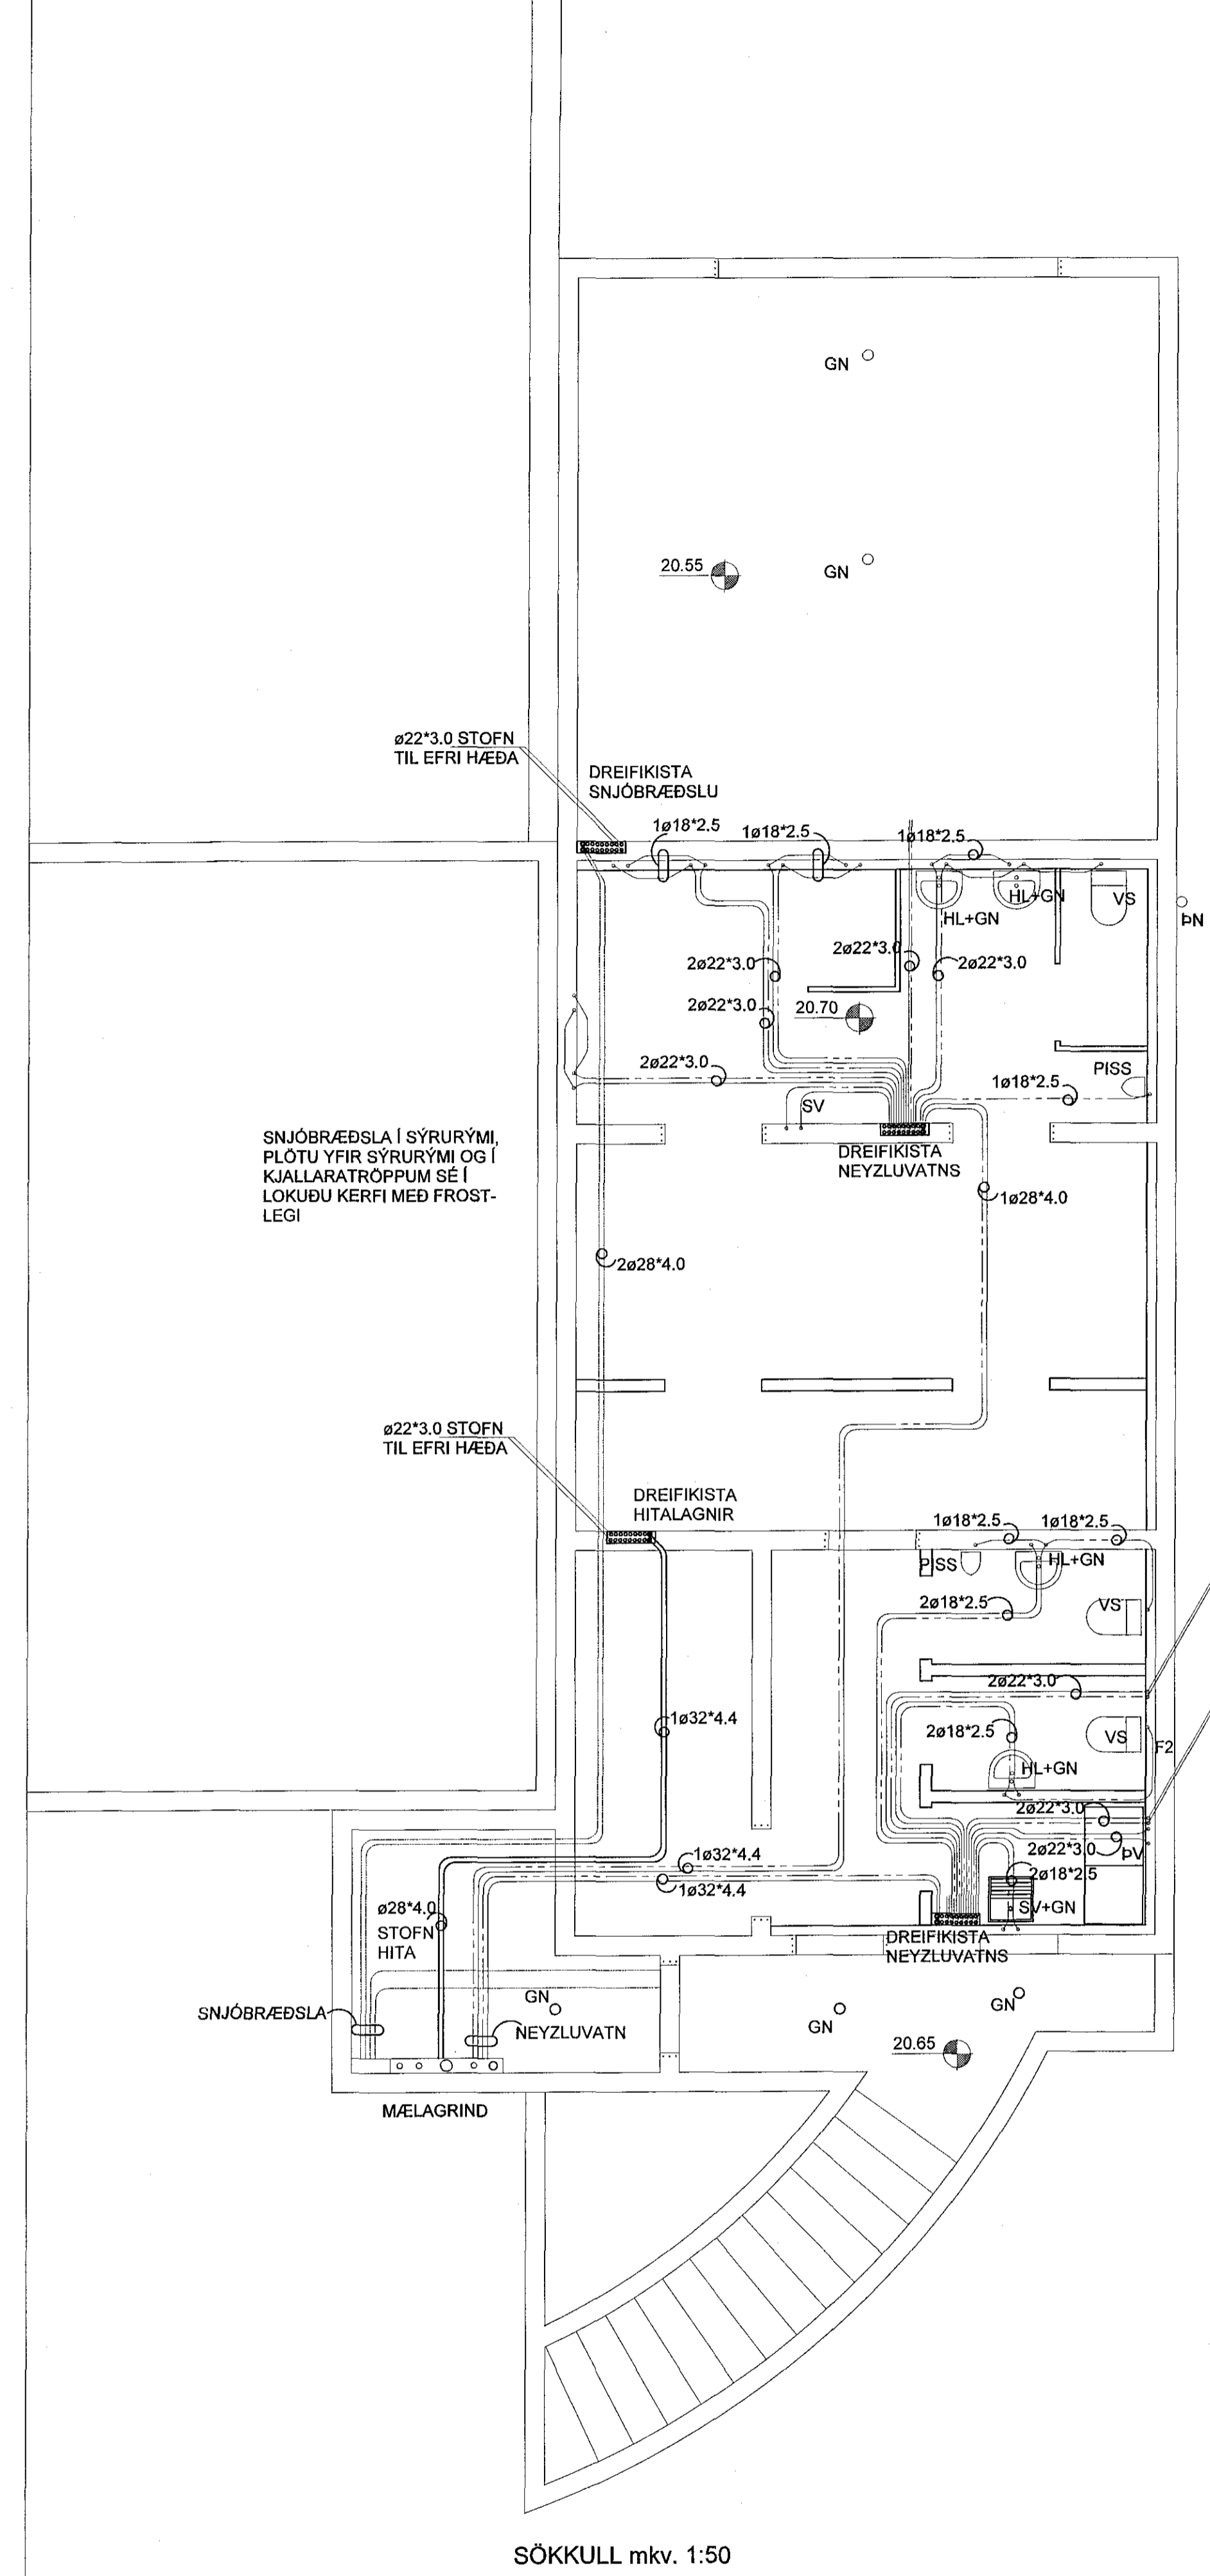 GN
20.55
GN
ø22*3.0 STOFN
TIL EFRI HÆÐA
DREIFIKISTA
SNJÓBRÆÐSLU
1ø18*2.5
1ø18*2.5
1ø18*2.5
HL+GN
VS
HL+GN
ÞN
2ø22*3.0
2ø22*3.0
2ø22*3.0
2ø22*3.0
20.70
2ø22*3.0
PISS
1ø18*2.5
SV
SNJÓBRÆÐSLA Í SÝRURÝMI,
PLÖTU YFIR SÝRURÝMI OG Í
KJALLARATRÖPPUM SÉ Í
LOKUÐU KERFI MEÐ FROST-
LEGI
DREIFIKISTA
NEYZLUVATNS
1ø28*4.0
2ø28*4.0
ø22*3.0 STOFN
TIL EFRI HÆÐA
DREIFIKISTA
HITALAGNIR
1ø18*2.5
1ø18*2.5
PISS
HL+GN
2ø18*2.5
VS
2ø22*3.0
1ø32*4.4
2ø18*2.5
VS
F2
HL+GN
2ø22*3.0
2ø22*3.0
ÞV
1ø32*4.4
2ø18*2.5
1ø32*4.4
ø28*4.0
STOFN
HITA
SV+GN
DREIFIKISTA
NEYZLUVATNS
GN
GN
GN
SNJÓBRÆÐSLA
NEYZLUVATN
20.65
MÆLAGRIND
SÖKKULL mkv. 1:50